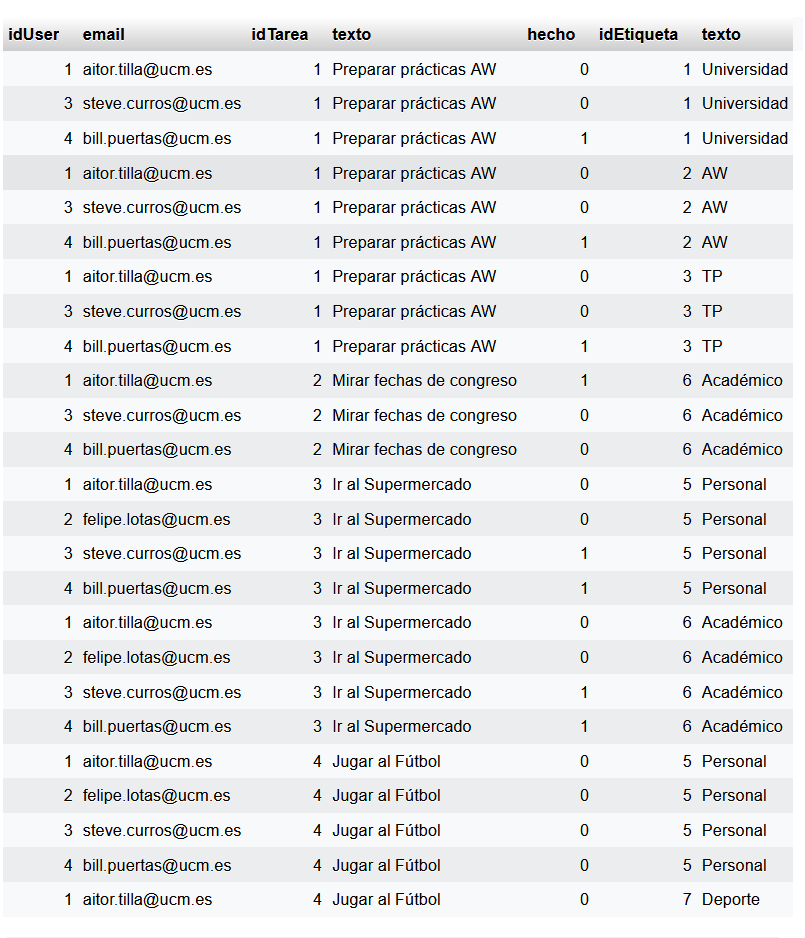 idUser email idTarea texto hecho idEtiqueta texto
1 aitor.tilla@ucm.es 1 Preparar prácticas AW 0 1 Universidad
3 steve.curros@ucm.es 1 Preparar prácticas AW 0 1 Universidad
4 bill.puertas@ucm.es 1 Preparar prácticas AW 1 1 Universidad
1 aitor.tilla@ucm.es 1 Preparar prácticas AW 0 2 AW
3 steve.curros@ucm.es 1 Preparar prácticas AW 0 2 AW
4 bill.puertas@ucm.es 1 Preparar prácticas AW 1 2 AW
1 aitor.tilla@ucm.es 1 Preparar prácticas AW 0 3 TP
3 steve.curros@ucm.es 1 Preparar prácticas AW 0 3 TP
4 bill.puertas@ucm.es 1 Preparar prácticas AW 1 3 TP
1 aitor.tilla@ucm.es 2 Mirar fechas de congreso 1 6 Académico
3 steve.curros@ucm.es 2 Mirar fechas de congreso 0 6 Académico
4 bill.puertas@ucm.es 2 Mirar fechas de congreso 0 6 Académico
1 aitor.tilla@ucm.es 3 Ir al Supermercado 0 5 Personal
2 felipe.lotas@ucm.es 3 Ir al Supermercado 0 5 Personal
3 steve.curros@ucm.es 3 Ir al Supermercado 1 5 Personal
4 bill.puertas@ucm.es 3 Ir al Supermercado 1 5 Personal
1 aitor.tilla@ucm.es 3 Ir al Supermercado 0 6 Académico
2 felipe.lotas@ucm.es 3 Ir al Supermercado 0 6 Académico
3 steve.curros@ucm.es 3 Ir al Supermercado 1 6 Académico
4 bill.puertas@ucm.es 3 Ir al Supermercado 1 6 Académico
1 aitor.tilla@ucm.es 4 Jugar al Fútbol 0 5 Personal
2 felipe.lotas@ucm.es 4 Jugar al Fútbol 0 5 Personal
3 steve.curros@ucm.es 4 Jugar al Fútbol 0 5 Personal
4 bill.puertas@ucm.es 4 Jugar al Fútbol 0 5 Personal
1 aitor.tilla@ucm.es 4 Jugar al Fútbol 0 7 Deporte